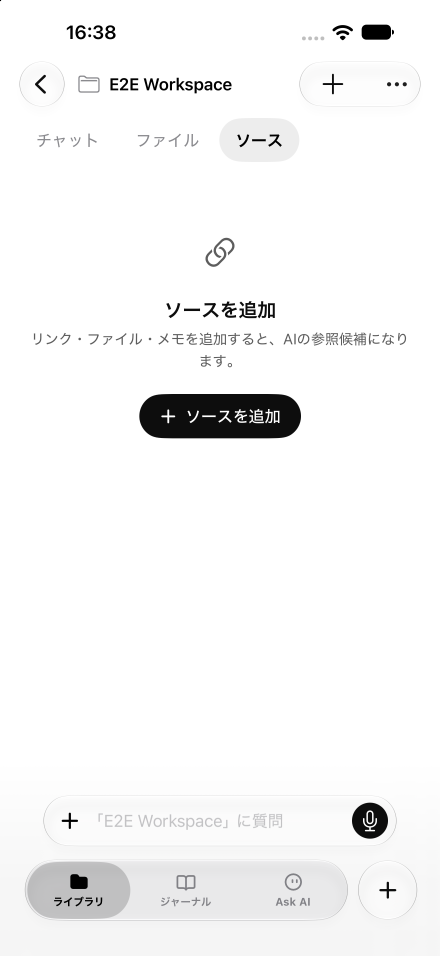 16:38
E2E Workspace
チャット ファイル ソース
ソースを追加
リンク・ファイル・メモを追加すると、AIの参照候補になり
ます。
ソースを追加
「E2E Workspace」に質問
ライブラリ ジャーナル Ask AI